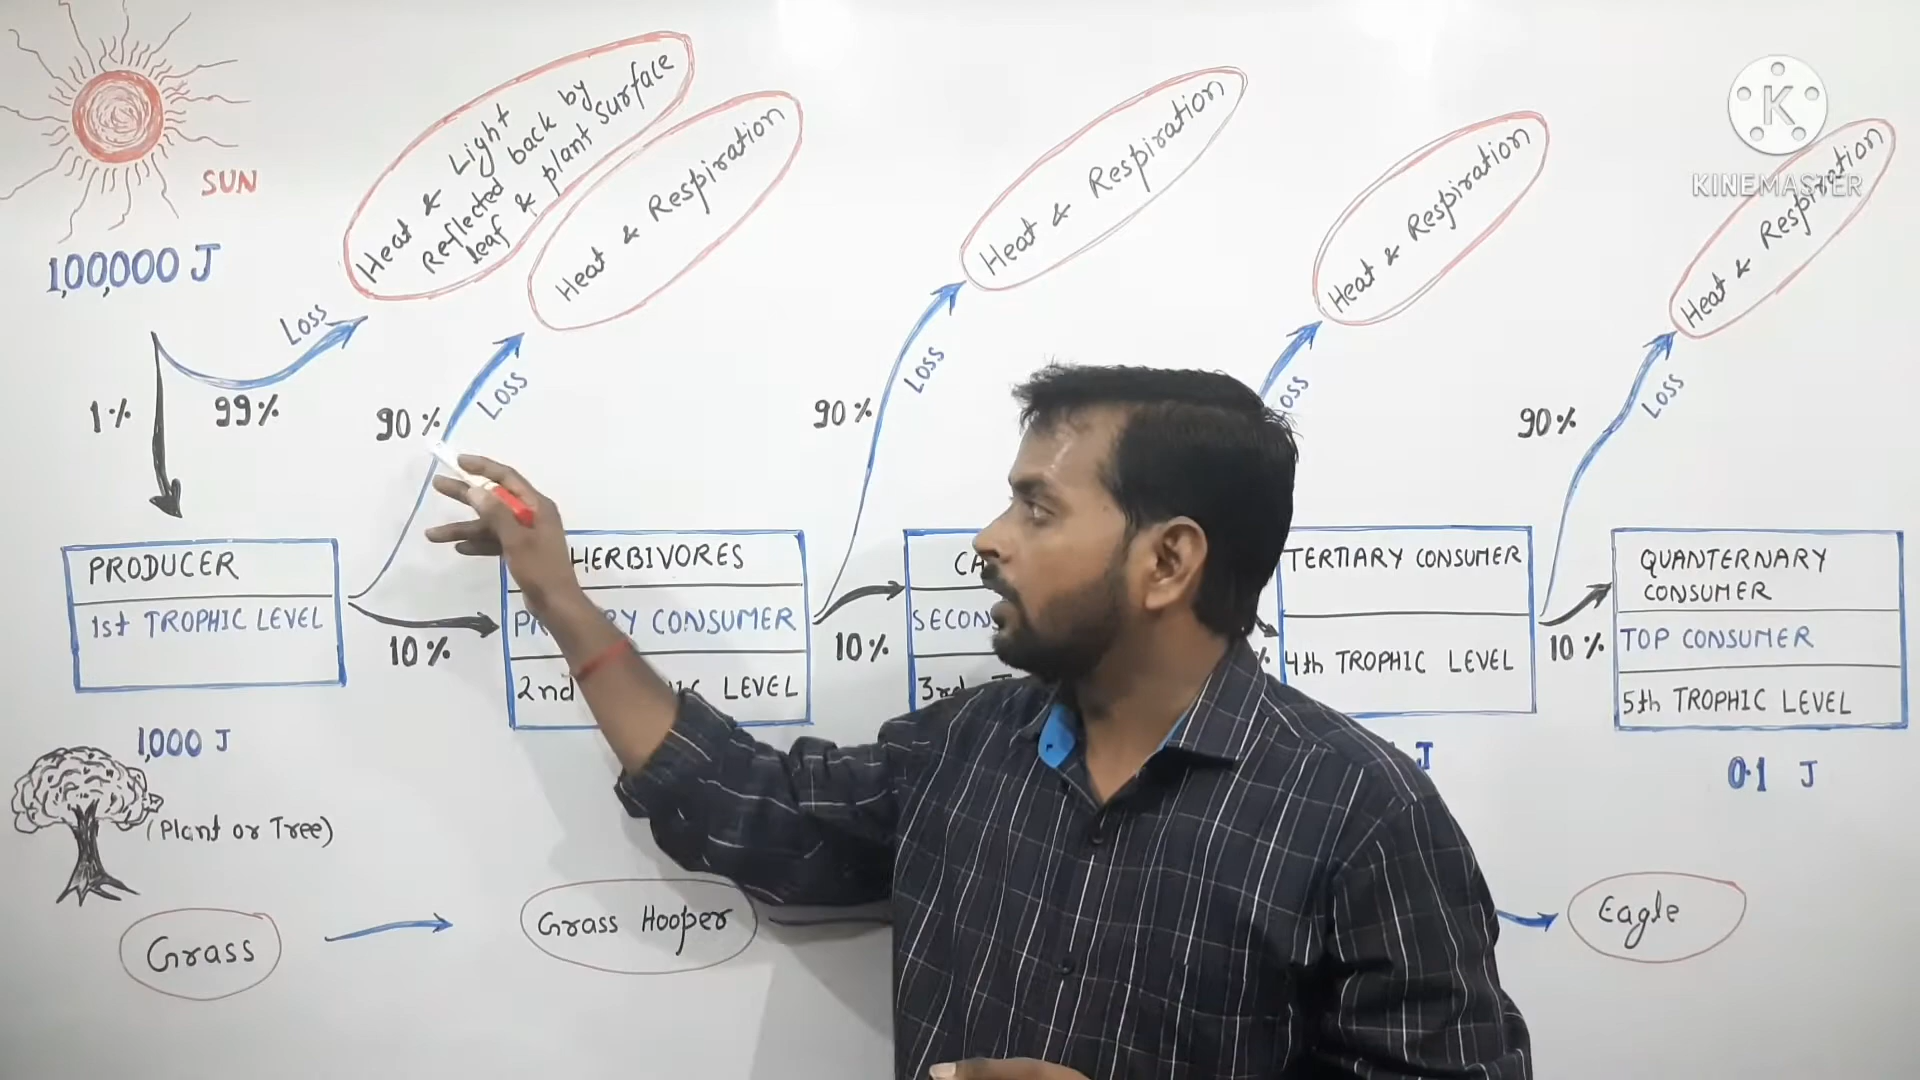 SUN
1,00,000 J
Heat & Light
Reflected back by
leaf & plant surface
Heat & Respiration
Heat & Respiration
Heat & Respiration
Heat & Respiration
K
KINEMASTER
Loss
1%
99%
90%
Loss
90%
Loss
Loss
90%
Loss
PRODUCER
1st TROPHIC LEVEL
10%
HERBIVORES
CONSUMER
2nd LEVEL
10%
TERTIARY CONSUMER
4th TROPHIC LEVEL
10%
QUANTERNARY
CONSUMER
TOP CONSUMER
5th TROPHIC LEVEL
1,000 J
J
0.1 J
(Plant or Tree)
Grass
Grass Hooper
Eagle